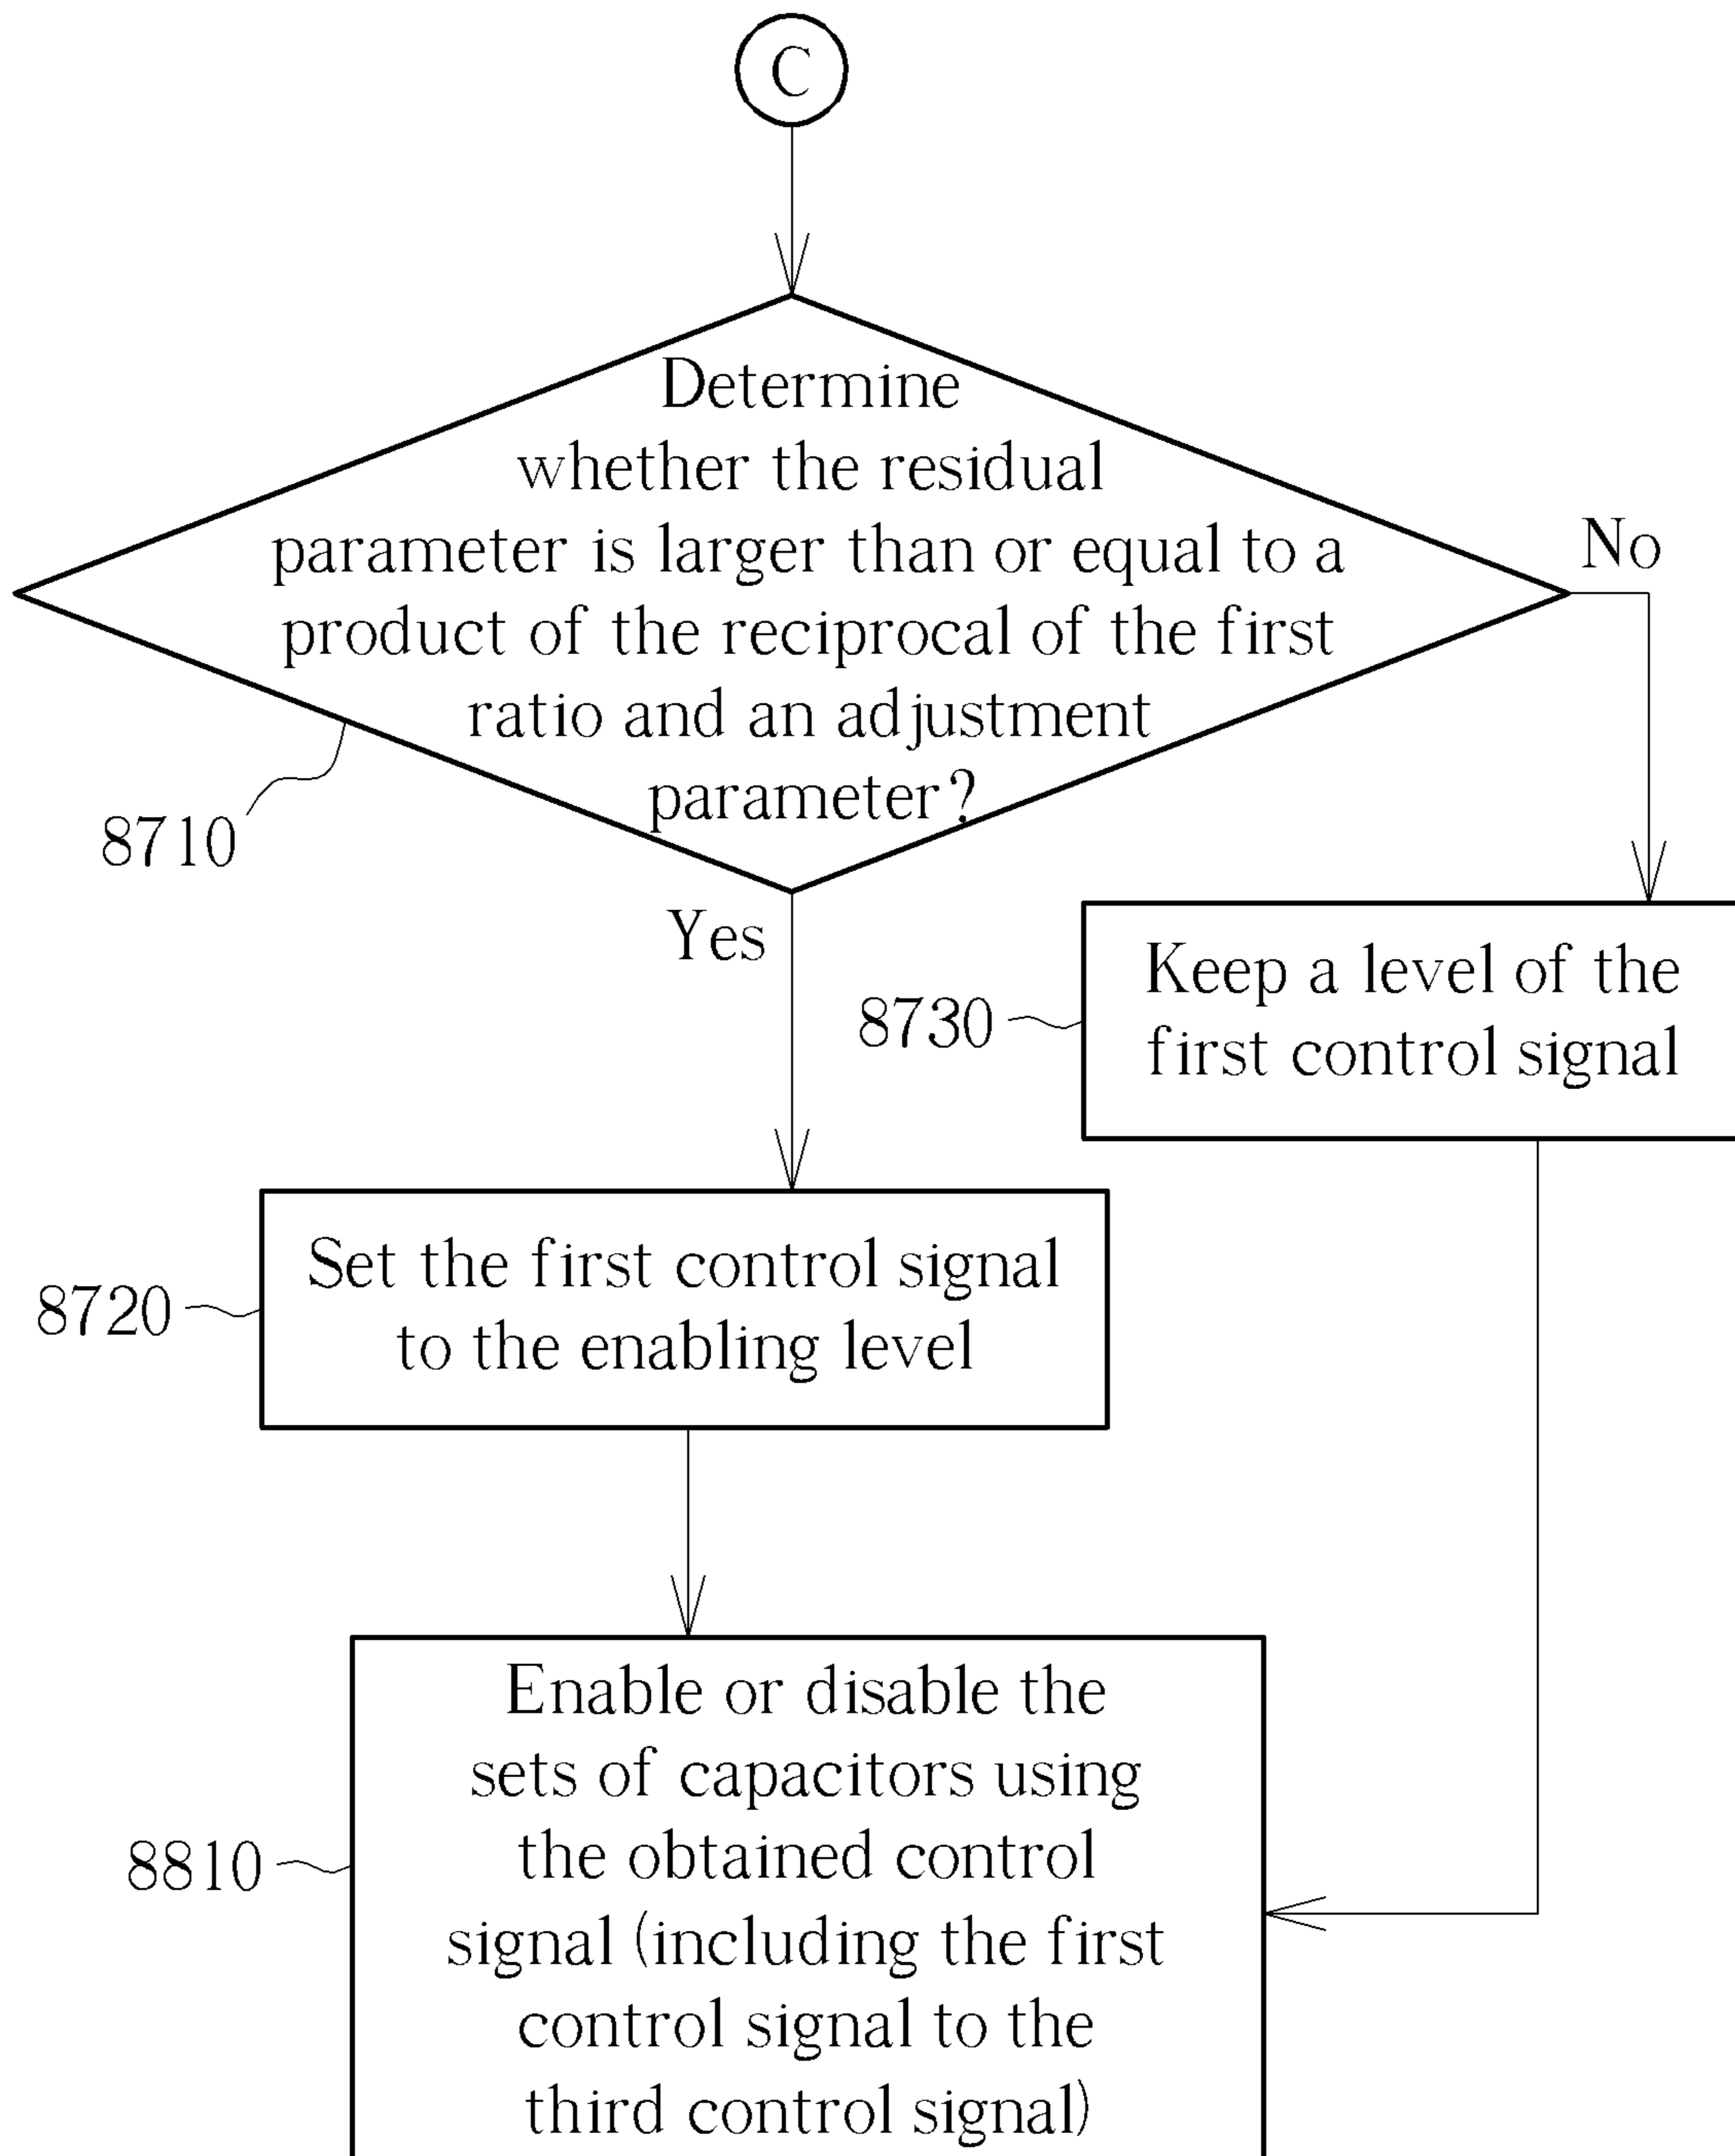 C
Determine
whether the residual
parameter is larger than or equal to a
product of the reciprocal of the first
ratio and an adjustment
parameter?
No
8710
Yes
8730
Keep a level of the
first control signal
8720
Set the first control signal
to the enabling level
8810
Enable or disable the
sets of capacitors using
the obtained control
signal (including the first
control signal to the
third control signal)